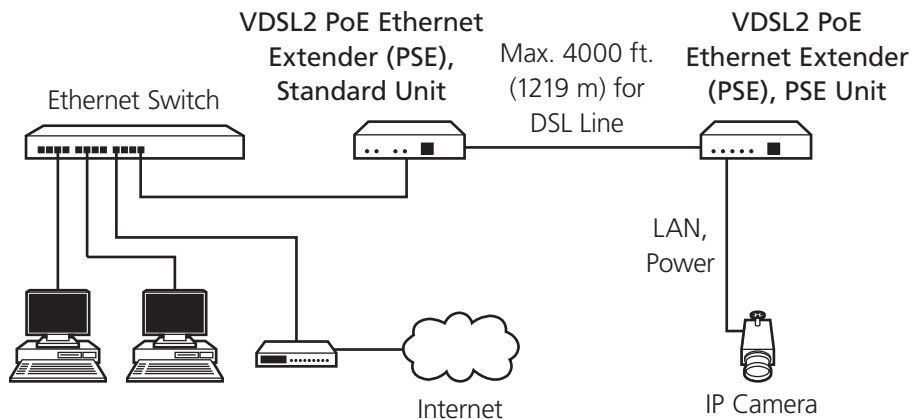 VDSL2 PoE Ethernet
Extender (PSE),
Standard Unit
Max. 4000 ft.
(1219 m) for
DSL Line
VDSL2 PoE
Ethernet Extender
(PSE), PSE Unit
Ethernet Switch
LAN,
Power
Internet
IP Camera